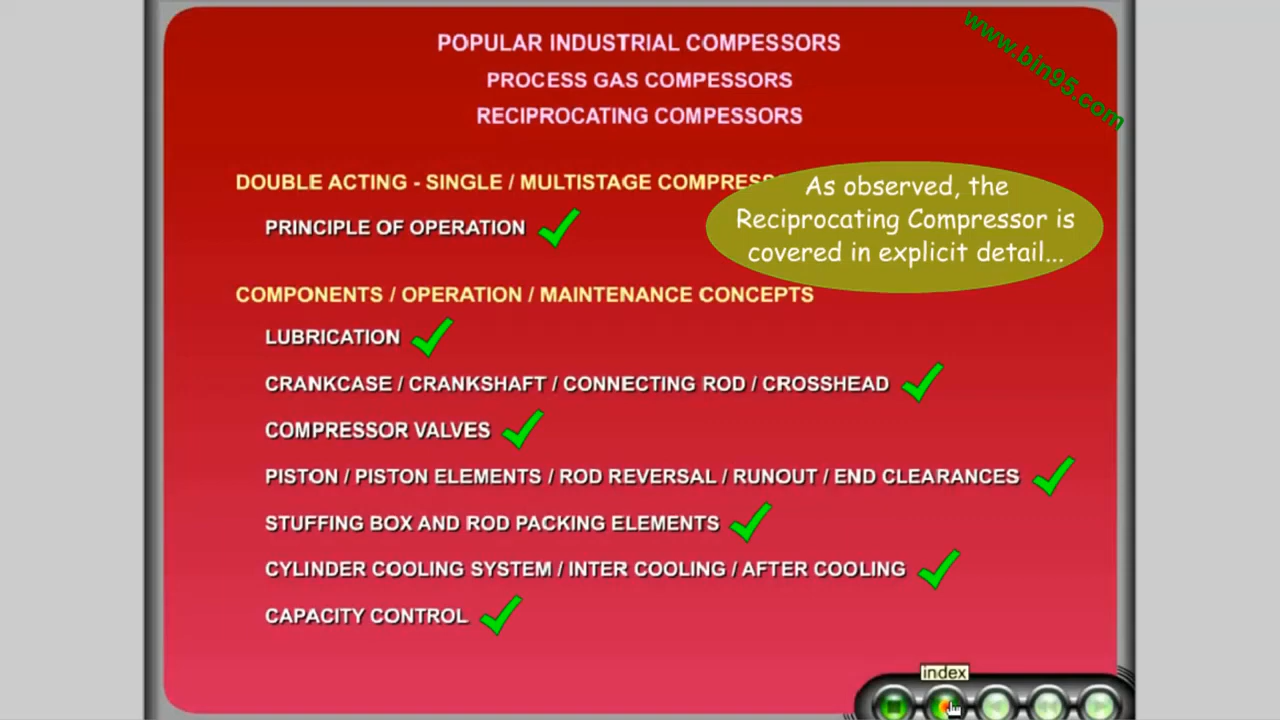 POPULAR INDUSTRIAL COMPESSORS
PROCESS GAS COMPESSORS
RECIPROCATING COMPESSORS
www.bin95.com
DOUBLE ACTING - SINGLE / MULTISTAGE
As observed, the
Reciprocating Compressor is
covered in explicit detail...
PRINCIPLE OF OPERATION
COMPONENTS / OPERATION / MAINTENANCE CONCEPTS
LUBRICATION
CRANKCASE / CRANKSHAFT / CONNECTING ROD / CROSSHEAD
COMPRESSOR VALVES
PISTON / PISTON ELEMENTS / ROD REVERSAL / RUNOUT / END CLEARANCES
STUFFING BOX AND ROD PACKING ELEMENTS
CYLINDER COOLING SYSTEM / INTER COOLING / AFTER COOLING
CAPACITY CONTROL
index